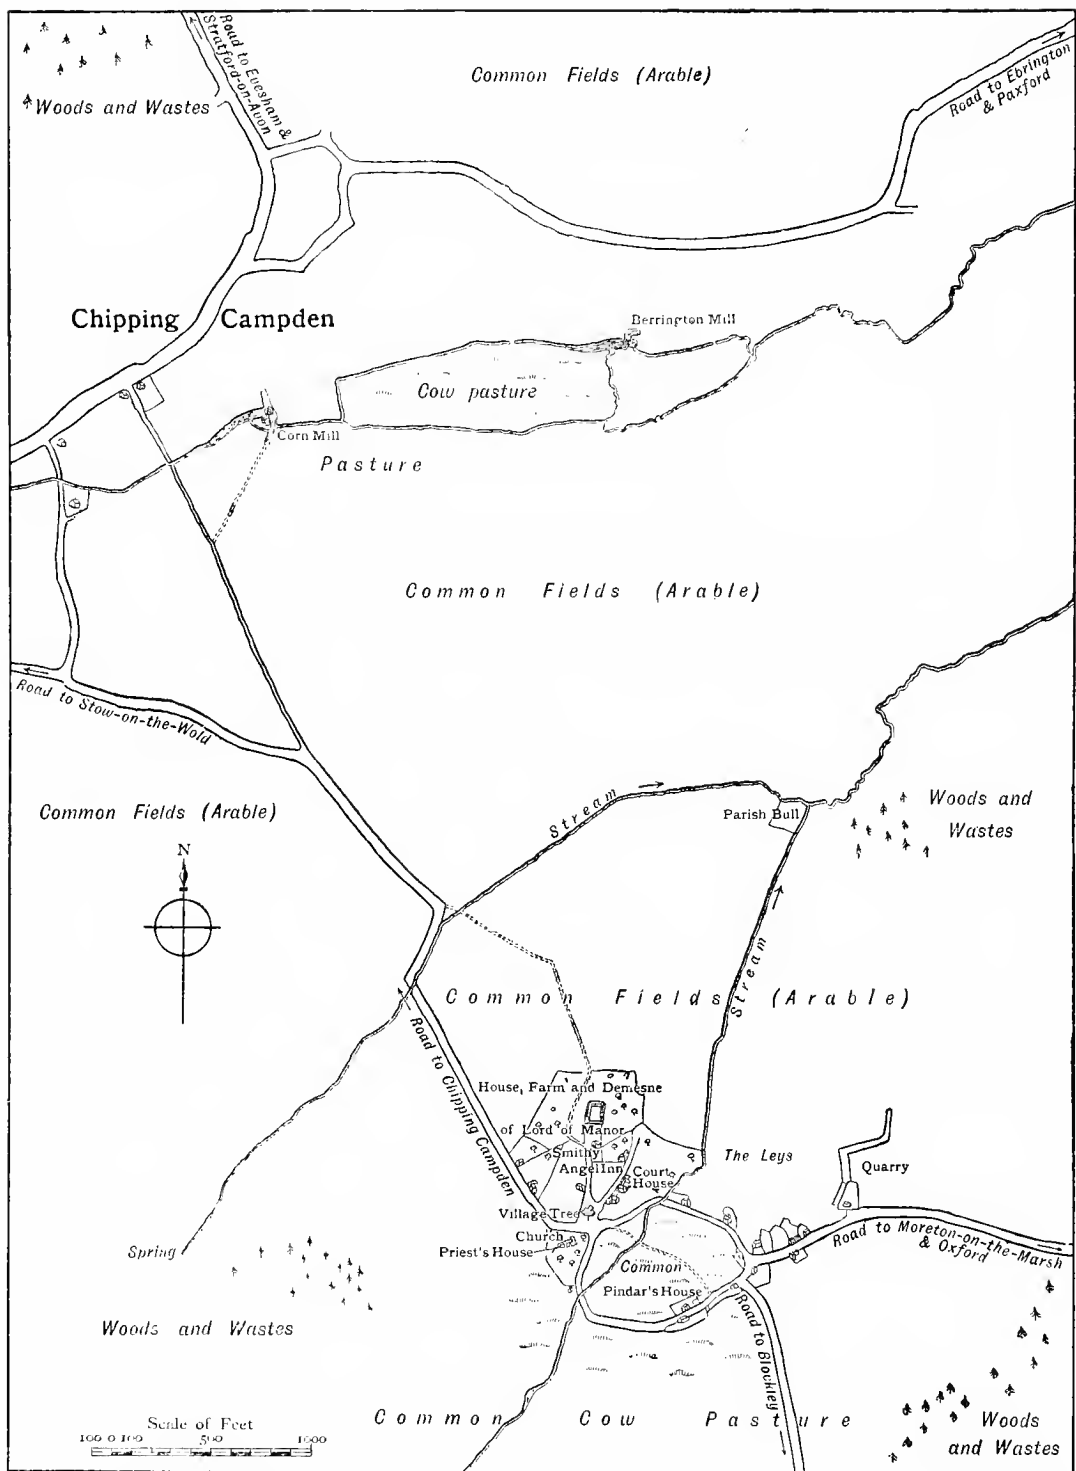 Common Fields (Arable)
Road to Evesham &
Stratford-on-Avon
Road to Ebrington
& Paxford
Woods and Wastes
Chipping Campden
Berrington Mill
Cow pasture
Corn Mill
Pasture
Common Fields (Arable)
Road to Stow-on-the-Wold
Common Fields (Arable)
Stream
Parish Bull
Woods and
Wastes
N
Stream
Common Fields (Arable)
Road to Chipping Campden
House, Farm and Demesne
of Lord of Manor
Smithy
Angel Inn
Court
House
The Leys
Quarry
Village Tree
Church
Priest's House
Common
Pindar's House
Road to Moreton-on-the-Marsh
& Oxford
Spring
Woods and Wastes
Road to Blockley
Common Cow Pasture
Woods
and Wastes
Scale of Feet
100 0 100 500 1000